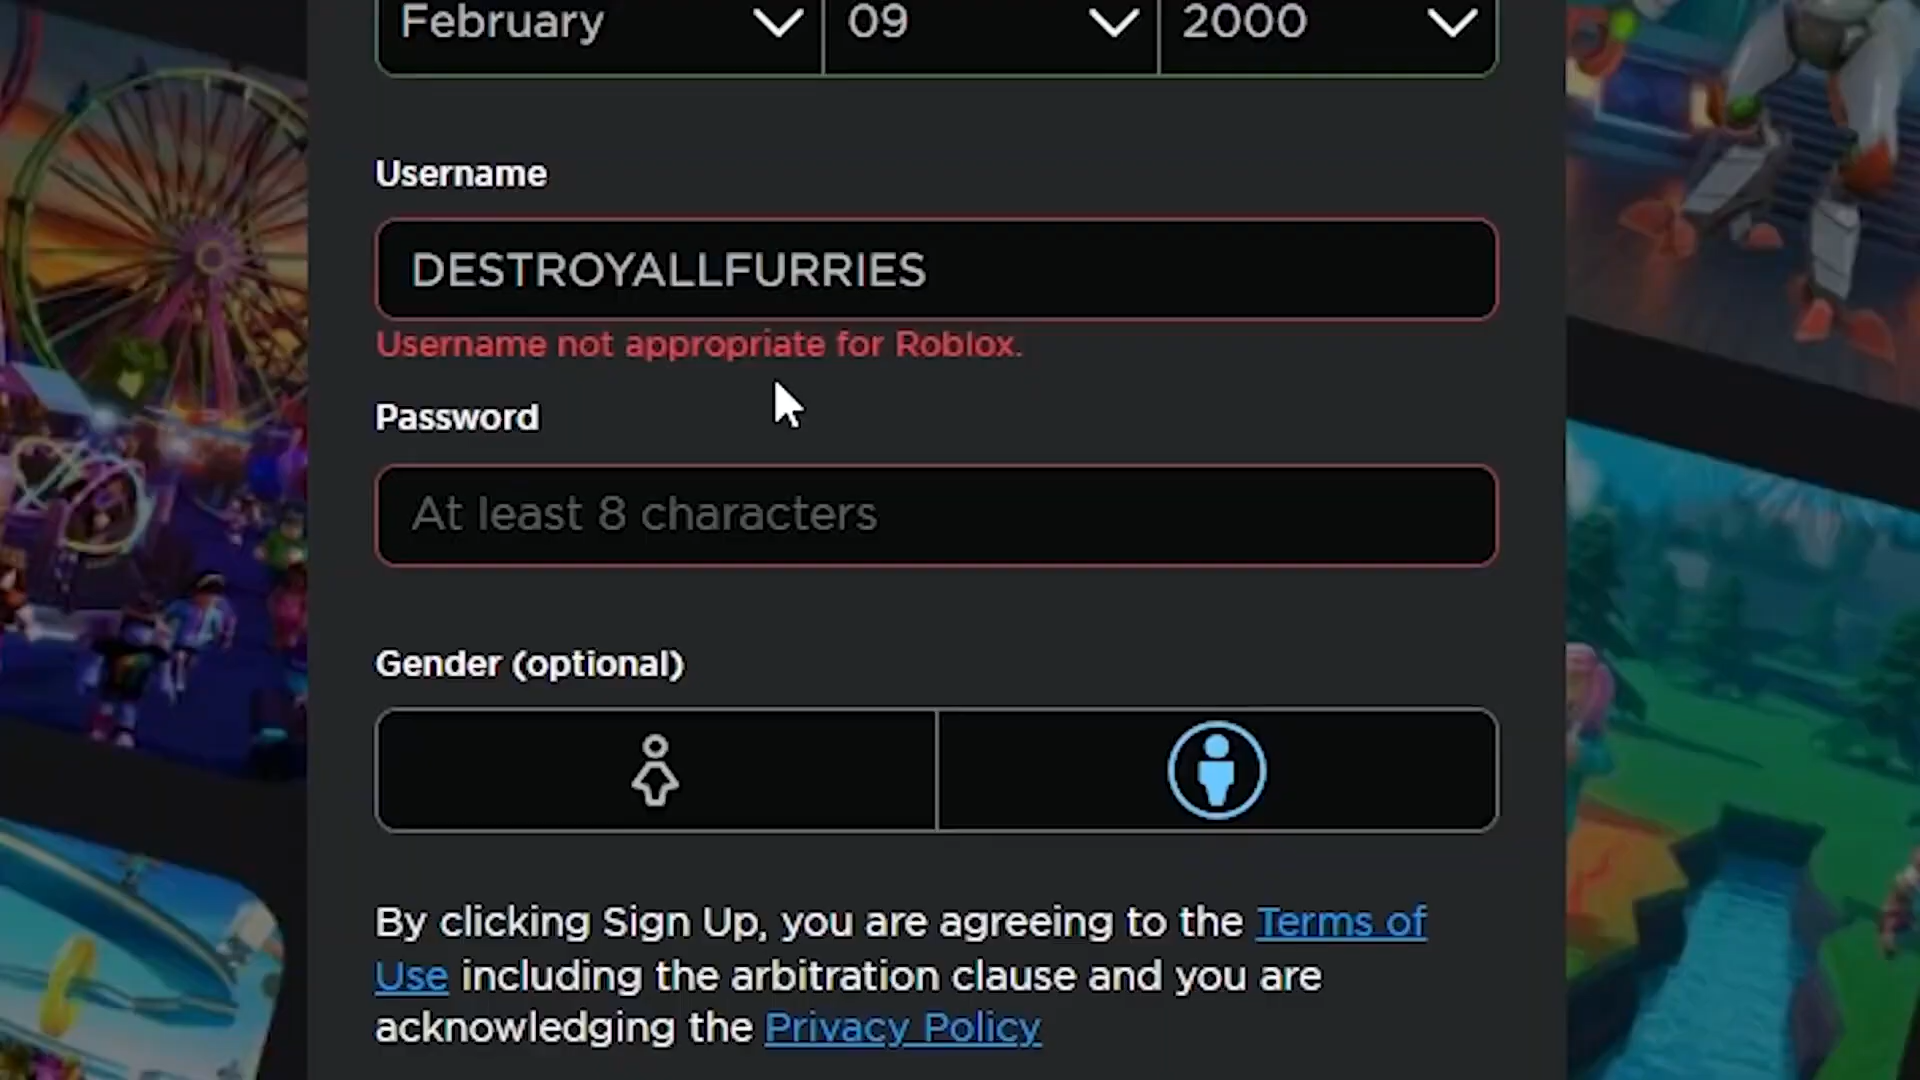 February 09 2000
Username
DESTROYALLFURRIES
Username not appropriate for Roblox.
Password
At least 8 characters
Gender (optional)
By clicking Sign Up, you are agreeing to the Terms of
Use including the arbitration clause and you are
acknowledging the Privacy Policy